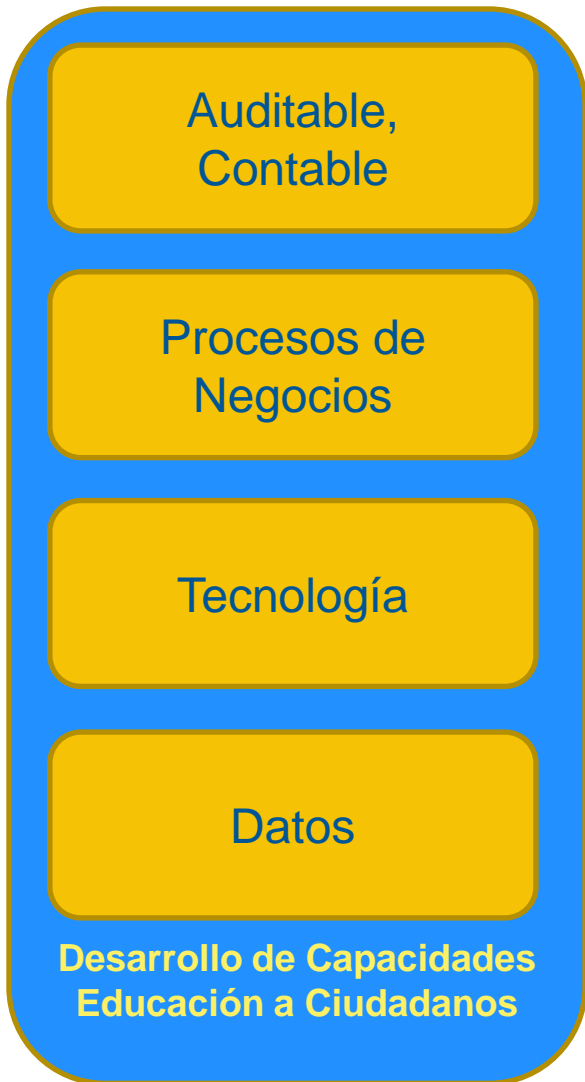 Auditable,
Contable
Procesos de
Negocios
Tecnología
Datos
Desarrollo de Capacidades
Educación a Ciudadanos